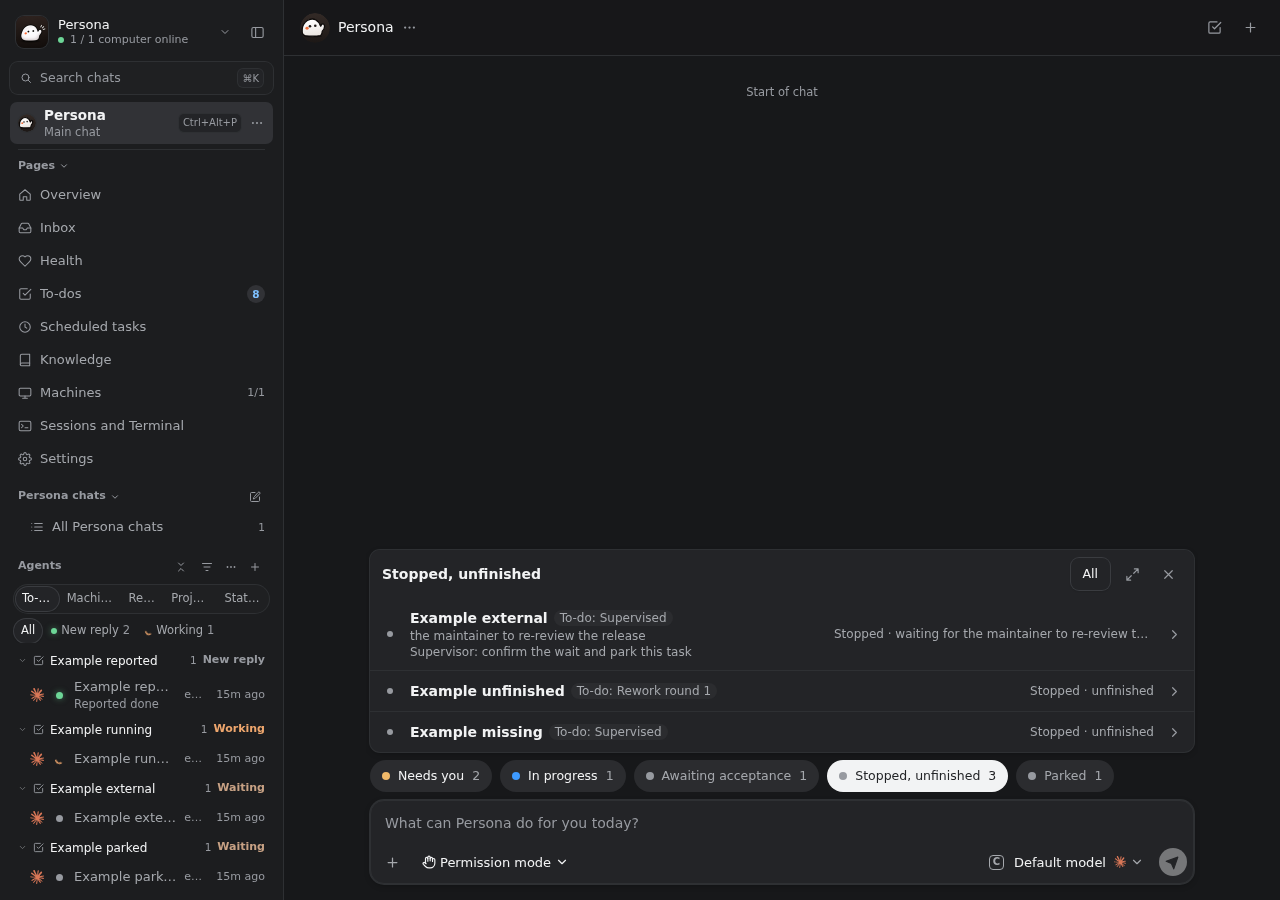 Persona
1 / 1 computer online
Search chats
⌘K
Persona
Main chat
Ctrl+Alt+P
Pages
Overview
Inbox
Health
To-dos
8
Scheduled tasks
Knowledge
Machines
1/1
Sessions and Terminal
Settings
Persona chats
All Persona chats
1
Agents
To-…
Machi…
Re…
Proj…
Stat…
All
New reply 2
Working 1
Example reported
1 New reply
Example rep…
e…
15m ago
Reported done
Example running
1 Working
Example run…
e…
15m ago
Example external
1 Waiting
Example exte…
e…
15m ago
Example parked
1 Waiting
Example park…
e…
15m ago
Persona
Start of chat
Stopped, unfinished
All
Example external
To-do: Supervised
the maintainer to re-review the release
Supervisor: confirm the wait and park this task
Stopped · waiting for the maintainer to re-review t…
Example unfinished
To-do: Rework round 1
Stopped · unfinished
Example missing
To-do: Supervised
Stopped · unfinished
Needs you 2
In progress 1
Awaiting acceptance 1
Stopped, unfinished 3
Parked 1
What can Persona do for you today?
Permission mode
C
Default model